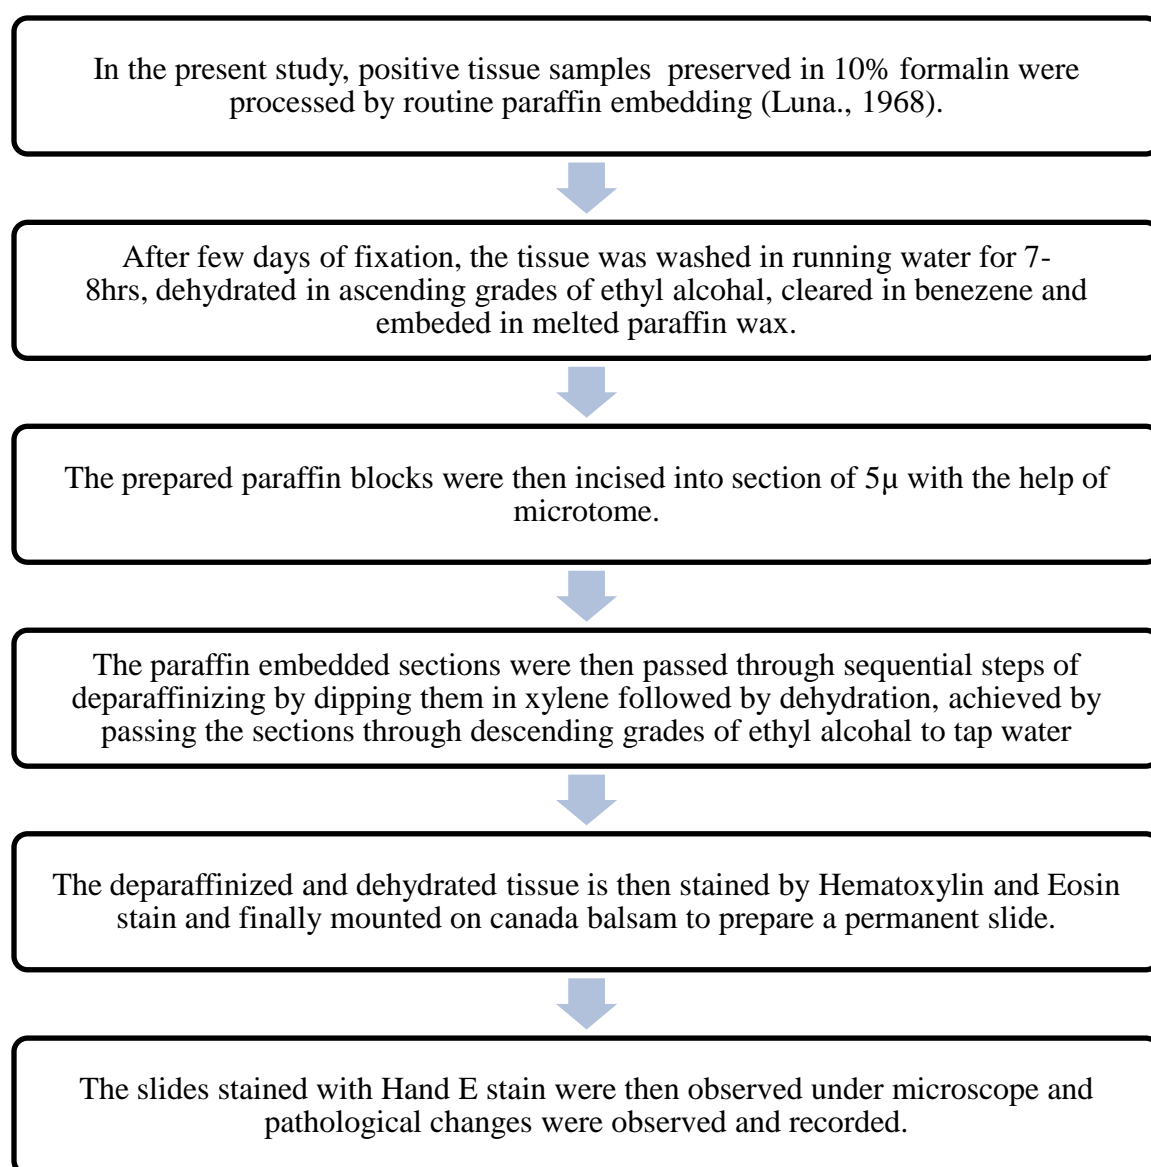 In the present study, positive tissue samples preserved in 10% formalin were
processed by routine paraffin embedding (Luna., 1968).
After few days of fixation, the tissue was washed in running water for 7-
8hrs, dehydrated in ascending grades of ethyl alcohal, cleared in benezene and
embeded in melted paraffin wax.
The prepared paraffin blocks were then incised into section of 5µ with the help of
microtome.
The paraffin embedded sections were then passed through sequential steps of
deparaffinizing by dipping them in xylene followed by dehydration, achieved by
passing the sections through descending grades of ethyl alcohal to tap water
The deparaffinized and dehydrated tissue is then stained by Hematoxylin and Eosin
stain and finally mounted on canada balsam to prepare a permanent slide.
The slides stained with Hand E stain were then observed under microscope and
pathological changes were observed and recorded.